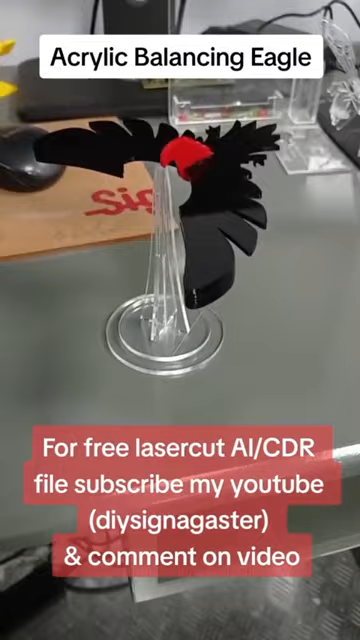 Acrylic Balancing Eagle
For free lasercut AI/CDR
file subscribe my youtube
(diysignagaster)
& comment on video